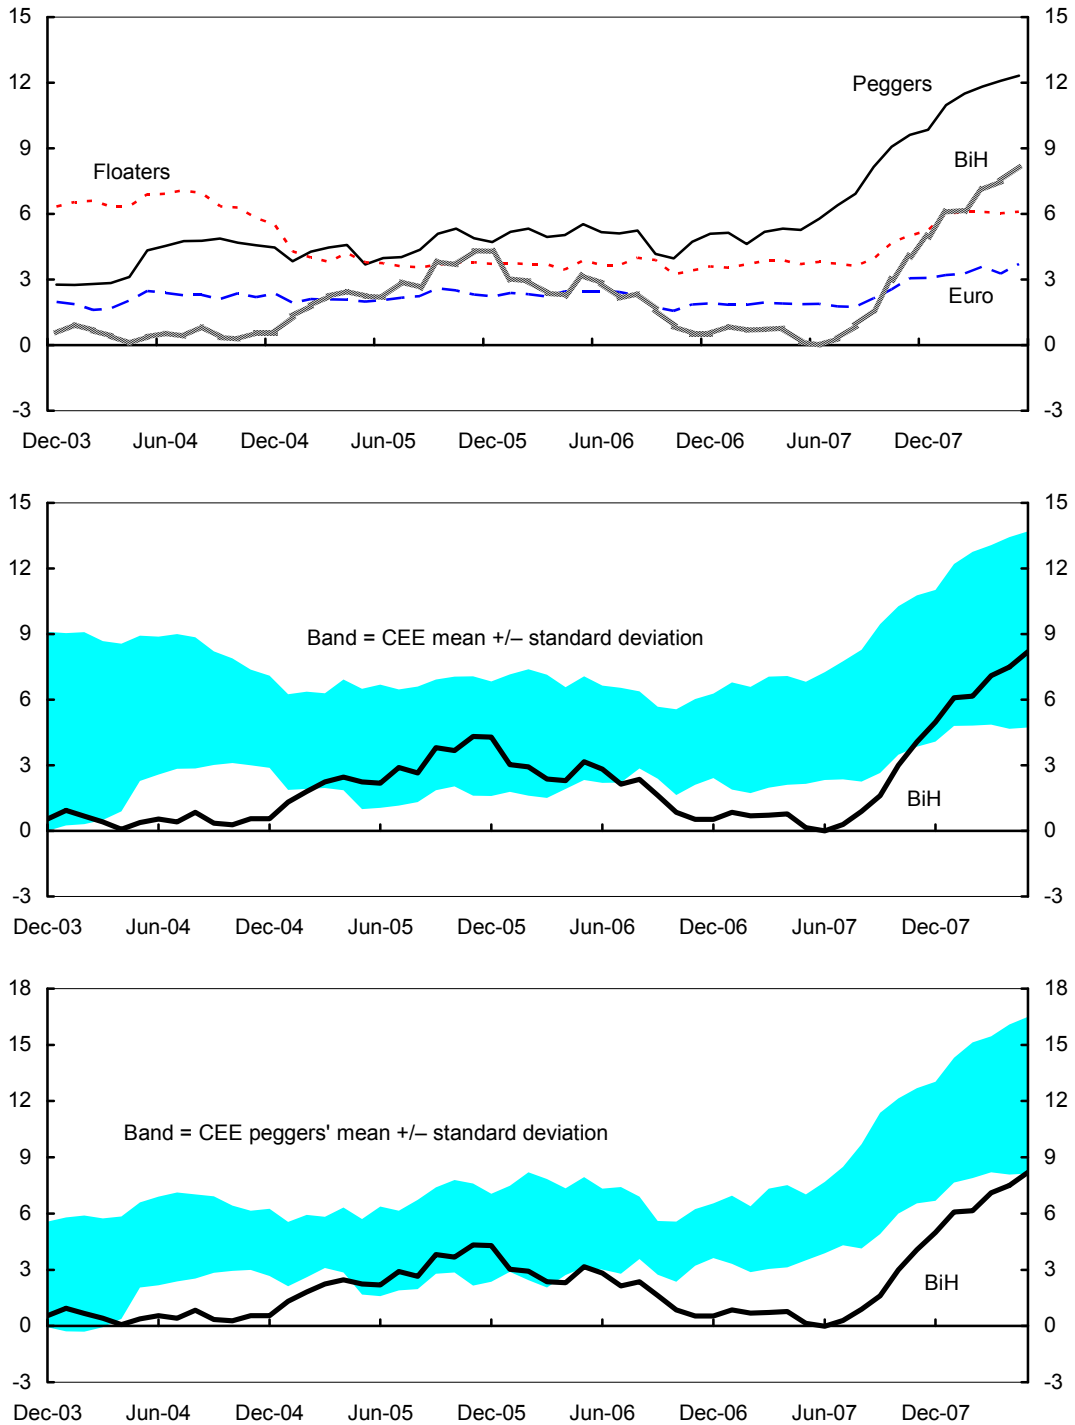 15 15
Peggers
12 12
BiH
9 9
Floaters
6 6
3 3
Euro
0 0
-3 -3
Dec-03 Jun-04 Dec-04 Jun-05 Dec-05 Jun-06 Dec-06 Jun-07 Dec-07
15 15
12 12
9 9
Band = CEE mean +/– standard deviation
6 6
3 3
BiH
0 0
-3 -3
Dec-03 Jun-04 Dec-04 Jun-05 Dec-05 Jun-06 Dec-06 Jun-07 Dec-07
18 18
15 15
12 12
Band = CEE peggers' mean +/– standard deviation
9 9
6 6
3 3
BiH
0 0
-3 -3
Dec-03 Jun-04 Dec-04 Jun-05 Dec-05 Jun-06 Dec-06 Jun-07 Dec-07